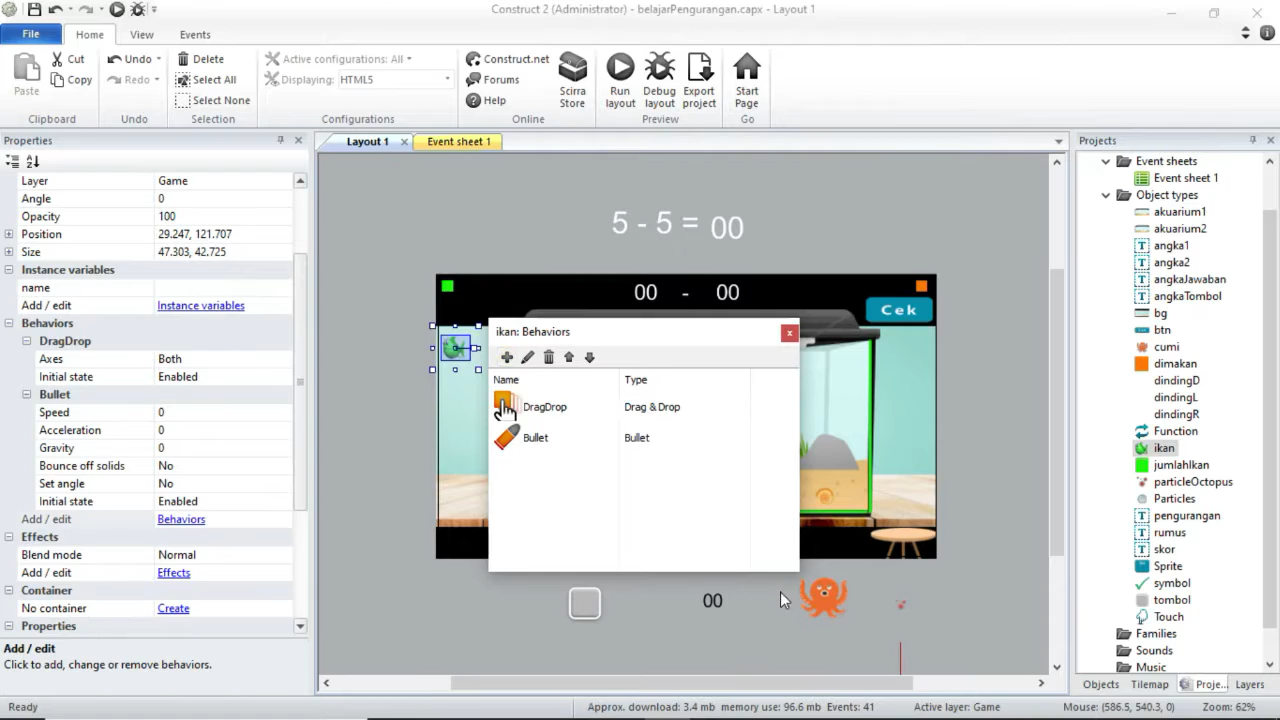 Construct 2 (Administrator) - belajarPengurangan.capx - Layout 1
File Home View Events
Paste Cut Copy
Clipboard
Undo Redo
Undo
Delete
Select All
Select None
Selection
Active configurations: All
Displaying: HTML5
Configurations
Construct.net
Forums
Help
Scirra Store
Online
Run layout
Debug layout
Export project
Preview
Start Page
Go
Properties
Layer Game
Angle 0
Opacity 100
Position 29.247, 121.707
Size 47.303, 42.725
Instance variables
name
Add / edit Instance variables
Behaviors
DragDrop
Axes Both
Initial state Enabled
Bullet
Speed 0
Acceleration 0
Gravity 0
Bounce off solids No
Set angle No
Initial state Enabled
Add / edit Behaviors
Effects
Blend mode Normal
Add / edit Effects
Container
No container Create
Properties
Add / edit
Click to add, change or remove behaviors.
Layout 1
Event sheet 1
5 - 5 = 00
00 - 00
Cek
ikan: Behaviors
x
Name Type
DragDrop Drag & Drop
Bullet Bullet
00
Projects
Event sheets
Event sheet 1
Object types
akuarium1
akuarium2
T angka1
T angka2
T angkaJawaban
T angkaTombol
bg
btn
cumi
dimakan
dindingD
dindingL
dindingR
Function
ikan
jumlahIkan
particleOctopus
Particles
T pengurangan
T rumus
T skor
Sprite
symbol
tombol
Touch
Families
Sounds
Music
Objects Tilemap Proje... Layers
Ready
Approx. download: 3.4 mb memory use: 96.6 mb Events: 41
Active layer: Game
Mouse: (586.5, 540.3, 0)
Zoom: 62%